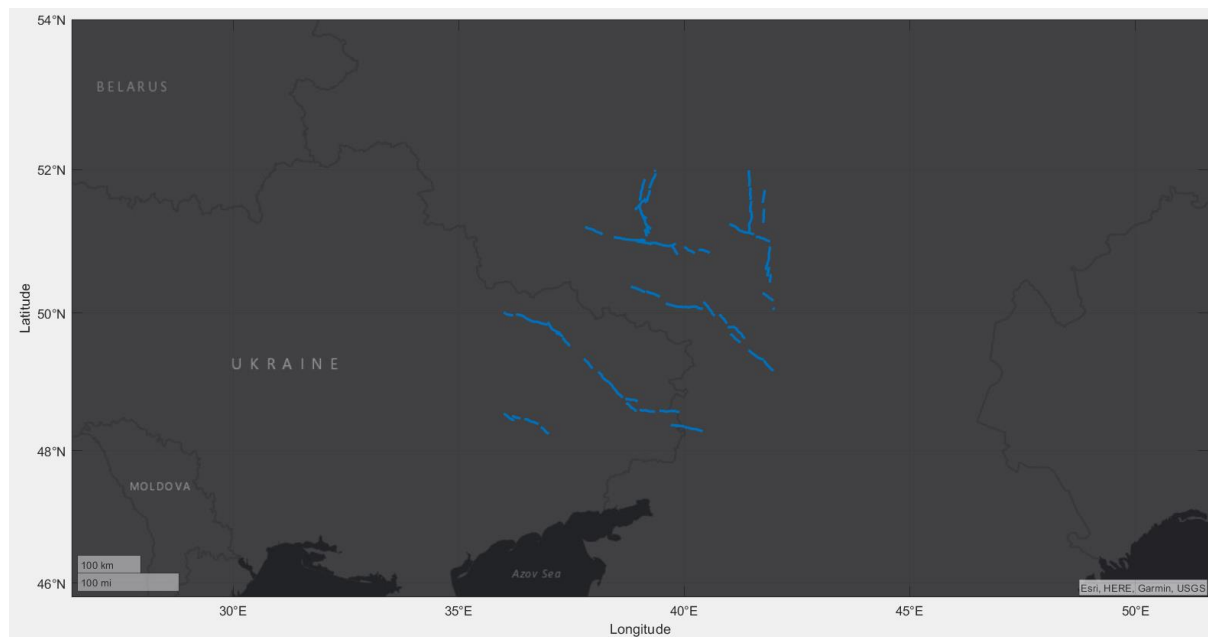 54°N
BELARUS
52°N
Latitude
50°N
UKRAINE
48°N
MOLDOVA
100 km
100 mi
46°N
Azov Sea
Esri, HERE, Garmin, USGS
30°E
35°E
40°E
45°E
50°E
Longitude